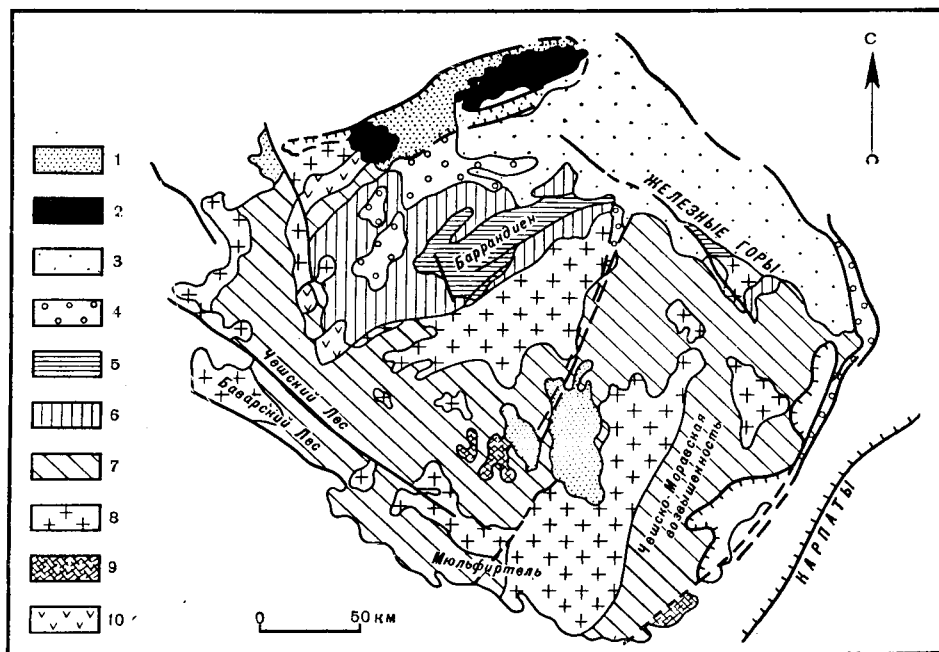 С
1
2
3
4
5
6
7
8
9
10
ЖЕЛЕЗНЫЕ ГОРЫ
Баррандиен
Чешский Лес
Баварский Лес
Чешско-Моравская
возвышенность
Мюльфиртель
КАРПАТЫ
0 50 км